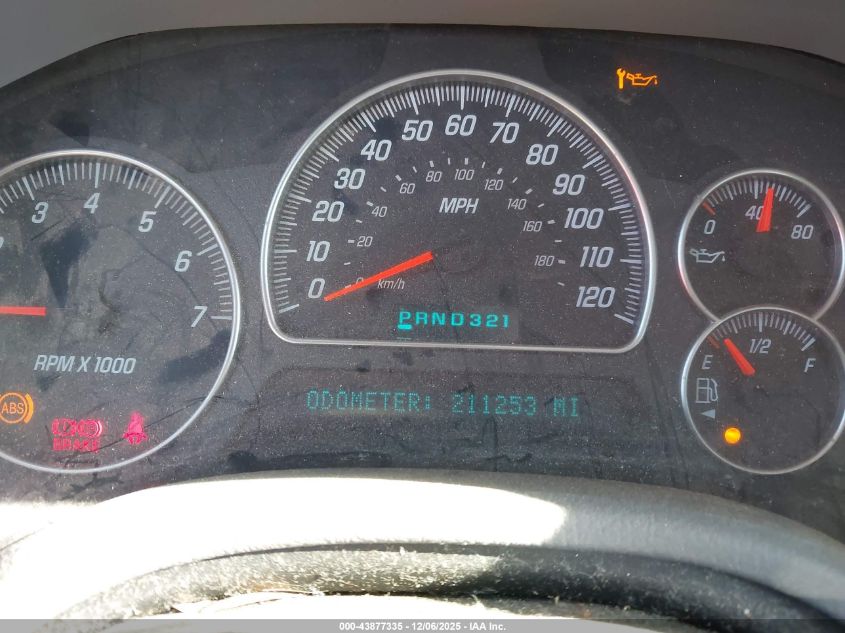 2 3 4 5 6 7
RPM X 1000
ABS
BRAKE
0 10 20 30 40 50 60 70 80 90 100 110 120
0 20 40 60 80 100 120 140 160 180
MPH
km/h
PRND321
ODOMETER: 211253 MI
0 40 80
E 1/2 F
000-43877335 - 12/06/2025 - IAA Inc.